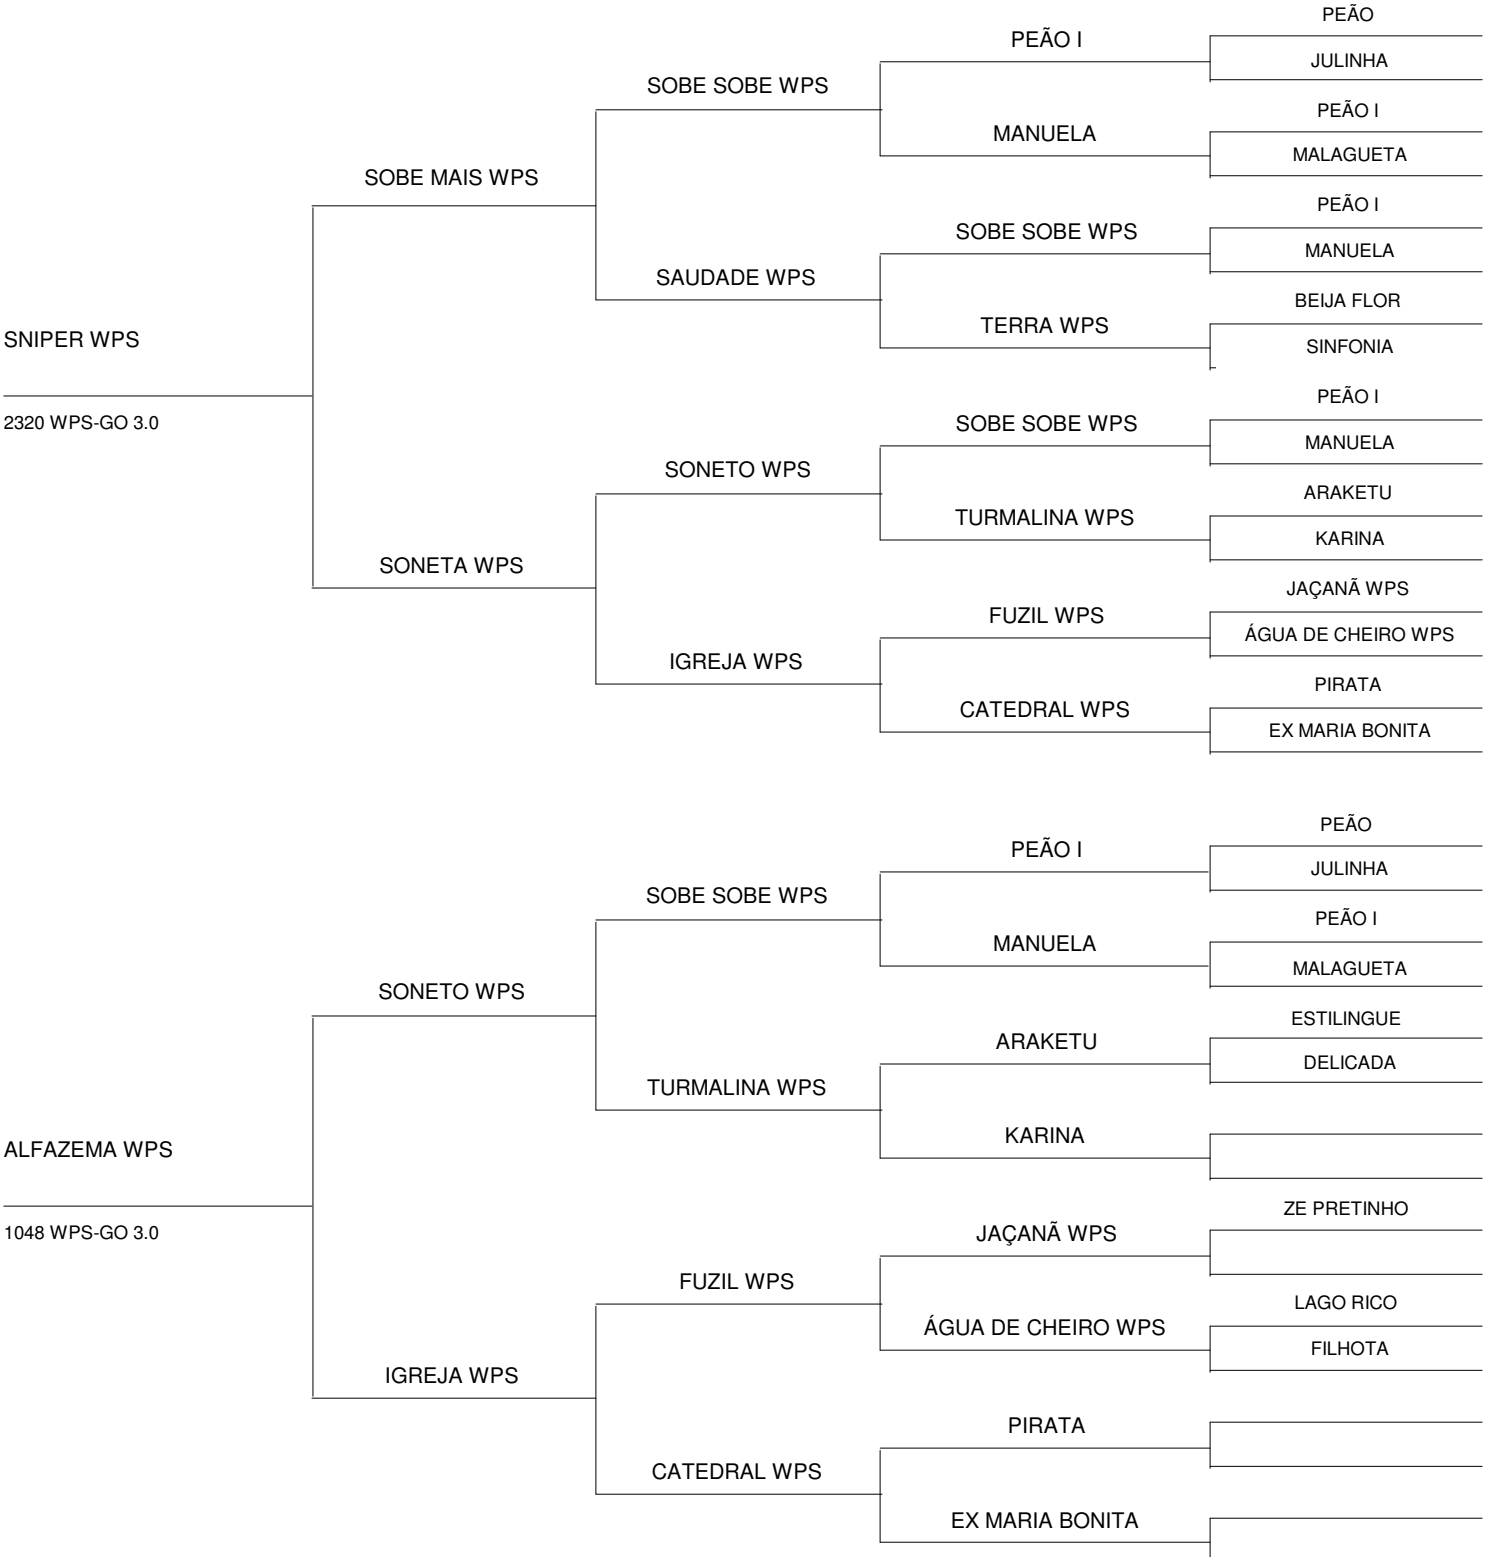 PEÃO
PEÃO I
JULINHA
SOBE SOBE WPS
PEÃO I
MANUELA
MALAGUETA
SOBE MAIS WPS
PEÃO I
SOBE SOBE WPS
MANUELA
SAUDADE WPS
BEIJA FLOR
TERRA WPS
SINFONIA
SNIPER WPS
2320 WPS-GO 3.0
PEÃO I
SOBE SOBE WPS
MANUELA
SONETO WPS
ARAKETU
TURMALINA WPS
KARINA
SONETA WPS
JAÇANÃ WPS
FUZIL WPS
ÁGUA DE CHEIRO WPS
IGREJA WPS
PIRATA
CATEDRAL WPS
EX MARIA BONITA
PEÃO
PEÃO I
JULINHA
SOBE SOBE WPS
PEÃO I
MANUELA
MALAGUETA
SONETO WPS
ESTILINGUE
ARAKETU
DELICADA
TURMALINA WPS
KARINA
ALFAZEMA WPS
1048 WPS-GO 3.0
ZE PRETINHO
JAÇANÃ WPS
FUZIL WPS
LAGO RICO
ÁGUA DE CHEIRO WPS
FILHOTA
IGREJA WPS
PIRATA
CATEDRAL WPS
EX MARIA BONITA